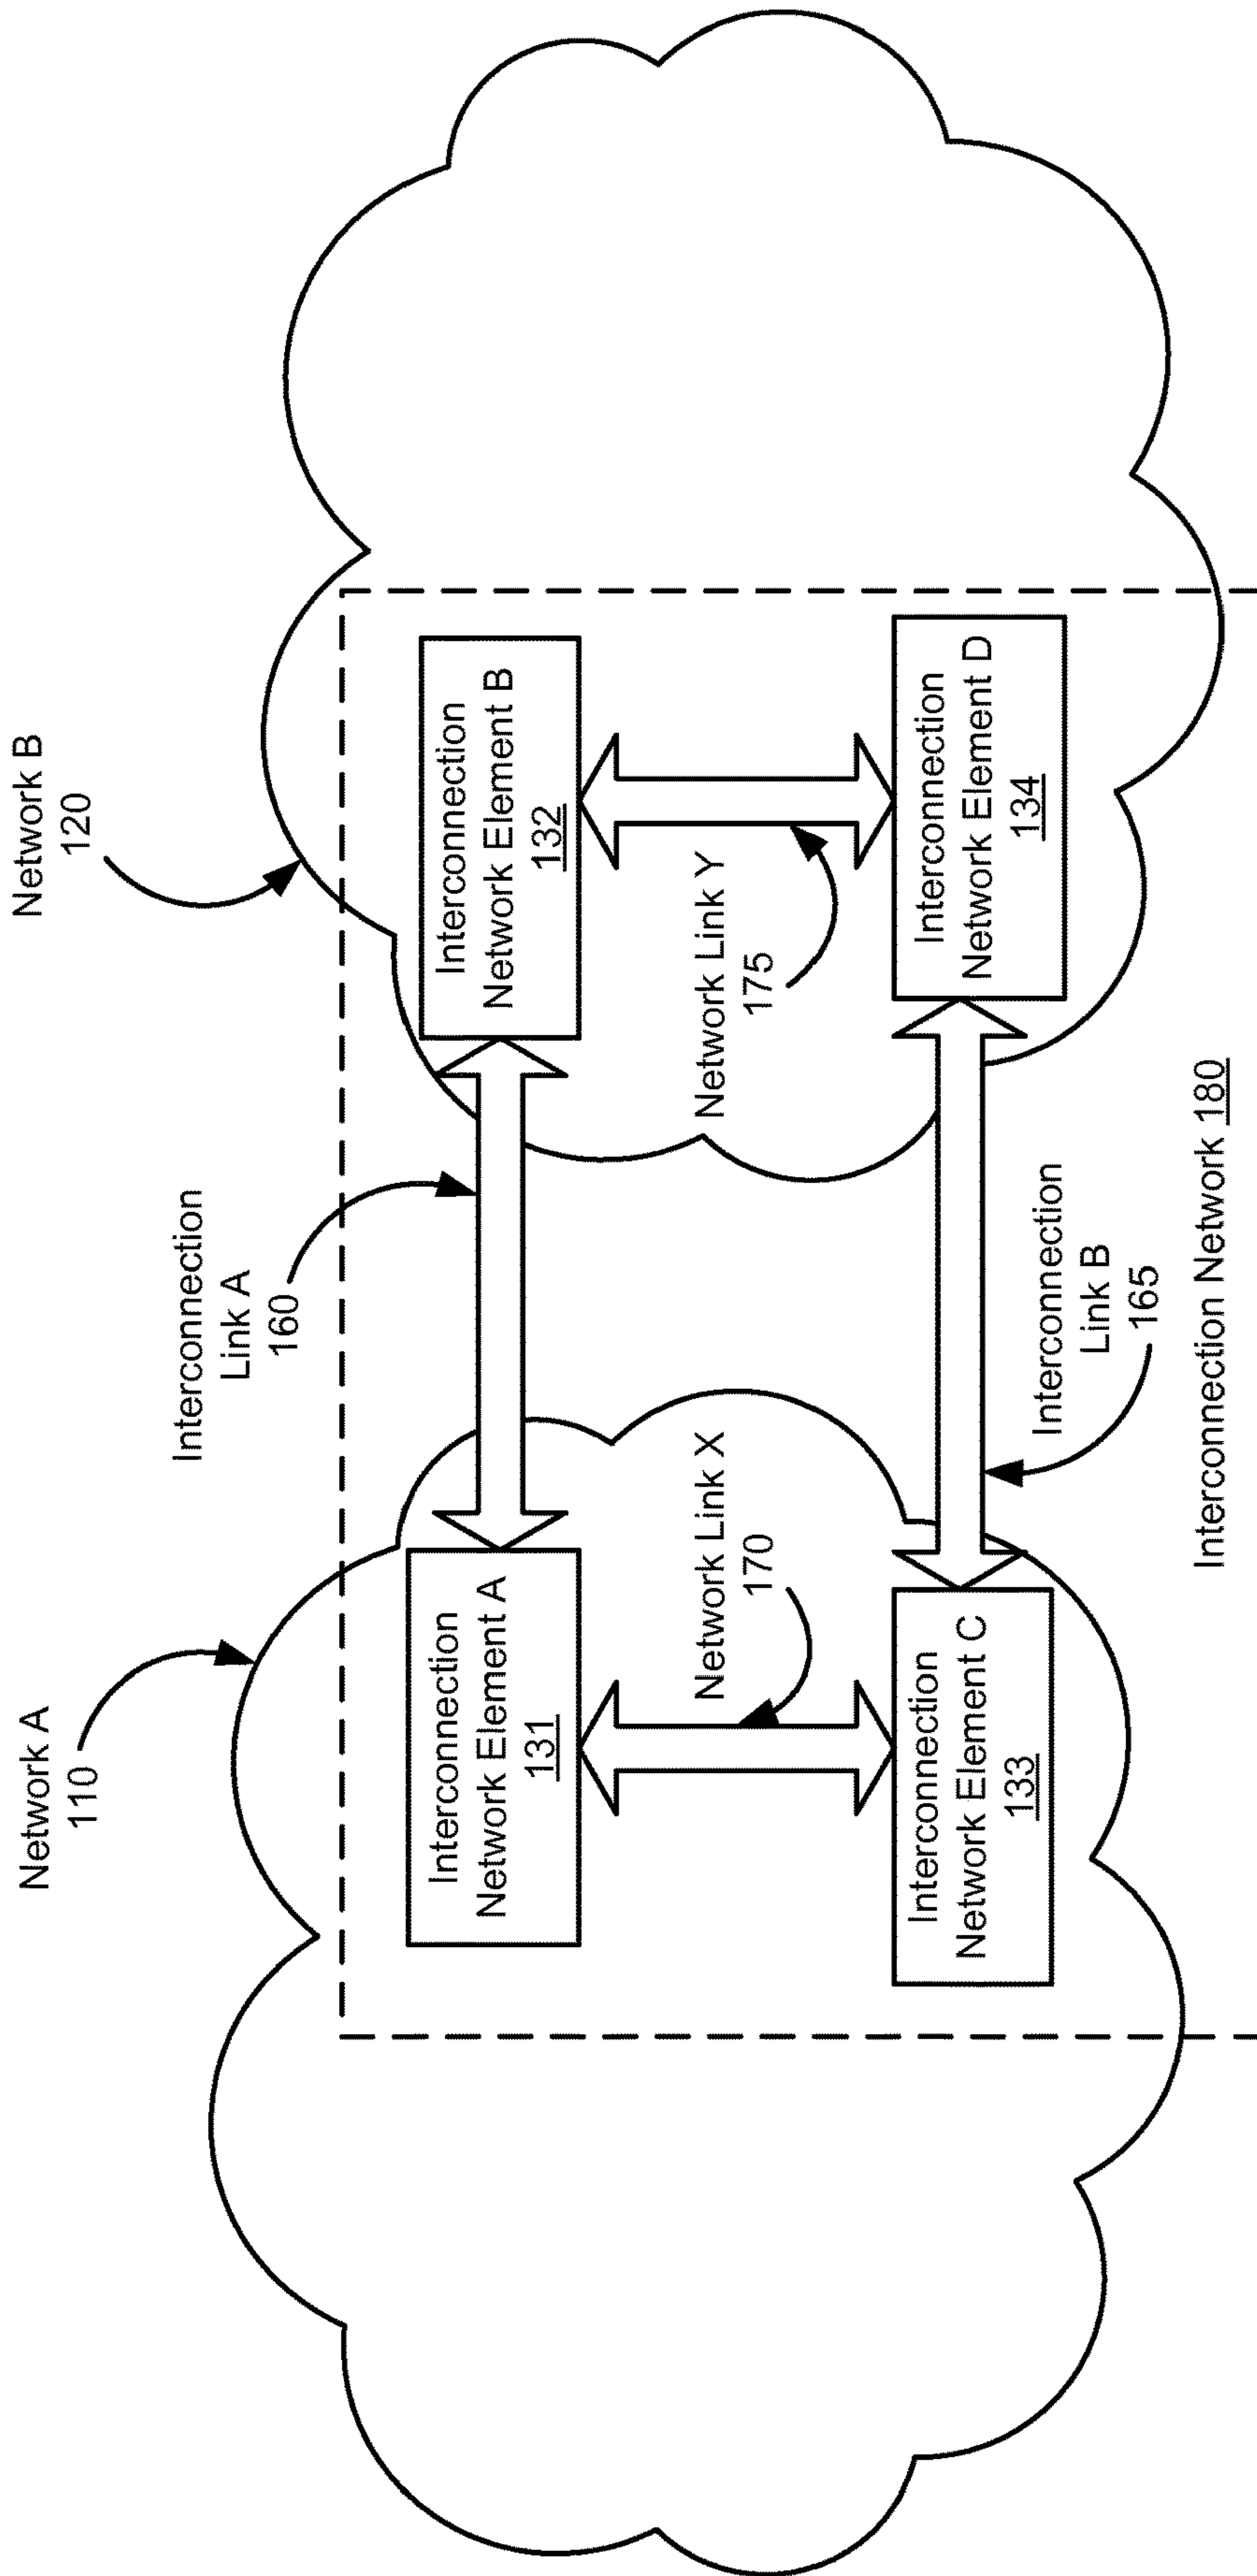 Network A
110
Network B
120
Interconnection
Link A
160
Interconnection
Network Element A
131
Interconnection
Network Element B
132
Network Link X
170
Network Link Y
175
Interconnection
Network Element C
133
Interconnection
Network Element D
134
Interconnection
Link B
165
Interconnection Network 180